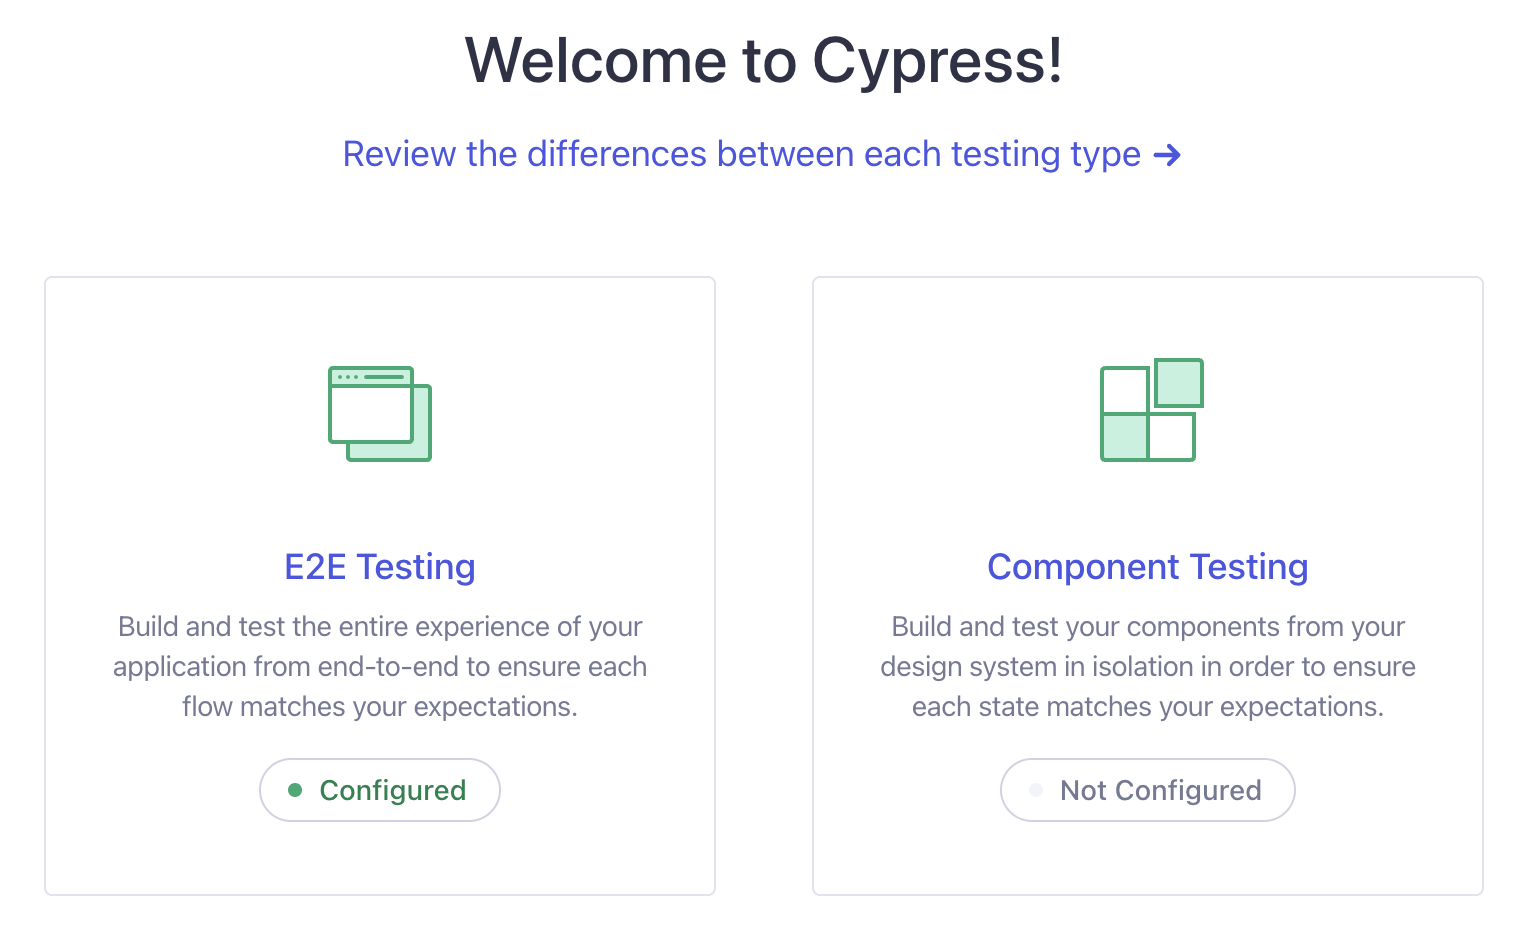 Welcome to Cypress!
Review the differences between each testing type →
E2E Testing
Build and test the entire experience of your
application from end-to-end to ensure each
flow matches your expectations.
Configured
Component Testing
Build and test your components from your
design system in isolation in order to ensure
each state matches your expectations.
Not Configured